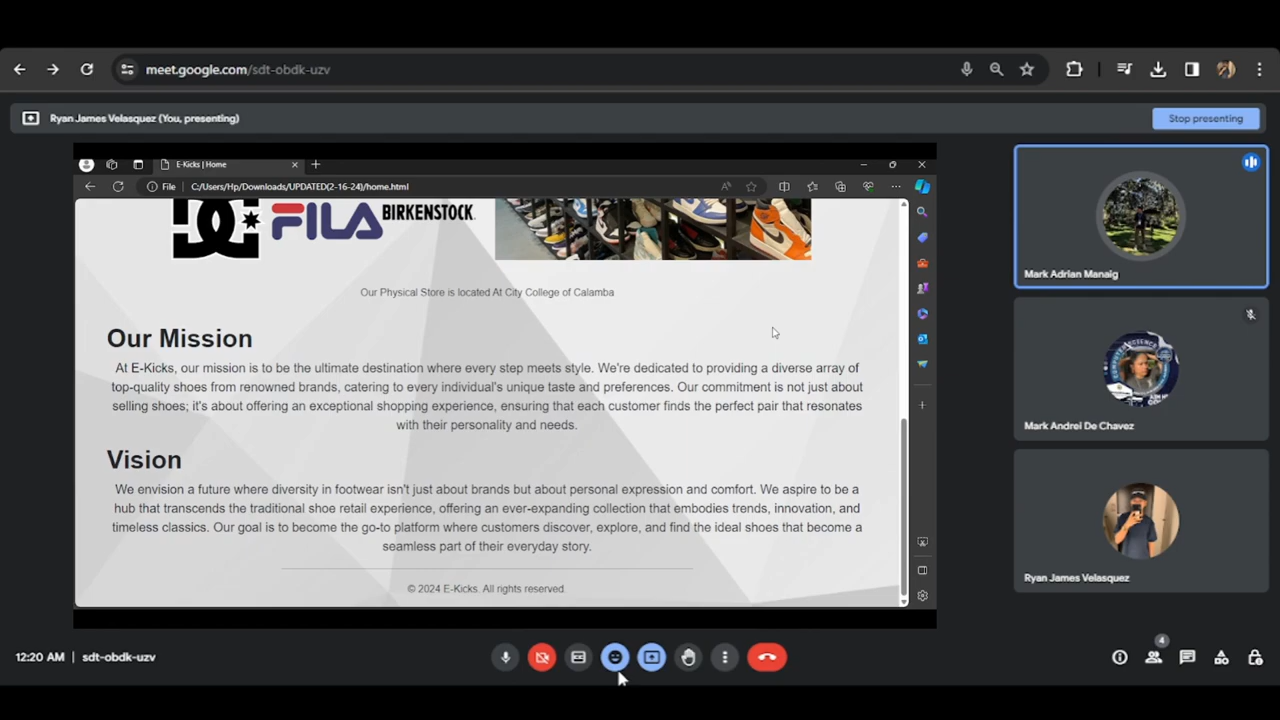 meet.google.com/sdt-obdk-uzv
Ryan James Velasquez (You, presenting)
Stop presenting
E-Kicks | Home
File
C:/Users/Hp/Downloads/UPDATED(2-16-24)/home.html
DC FILA BIRKENSTOCK
Our Physical Store is located At City College of Calamba
Our Mission
At E-Kicks, our mission is to be the ultimate destination where every step meets style. We're dedicated to providing a diverse array of
top-quality shoes from renowned brands, catering to every individual's unique taste and preferences. Our commitment is not just about
selling shoes; it's about offering an exceptional shopping experience, ensuring that each customer finds the perfect pair that resonates
with their personality and needs.
Vision
We envision a future where diversity in footwear isn't just about brands but about personal expression and comfort. We aspire to be a
hub that transcends the traditional shoe retail experience, offering an ever-expanding collection that embodies trends, innovation, and
timeless classics. Our goal is to become the go-to platform where customers discover, explore, and find the ideal shoes that become a
seamless part of their everyday story.
© 2024 E-Kicks. All rights reserved.
Mark Adrian Manaig
Mark Andrei De Chavez
Ryan James Velasquez
12:20 AM | sdt-obdk-uzv
4